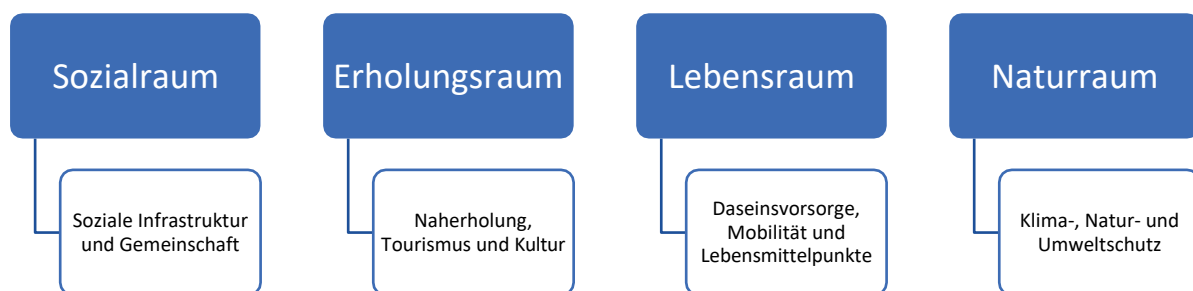 Sozialraum
Soziale Infrastruktur
und Gemeinschaft
Erholungsraum
Naherholung,
Tourismus und Kultur
Lebensraum
Daseinsvorsorge,
Mobilität und
Lebensmittelpunkte
Naturraum
Klima-, Natur- und
Umweltschutz